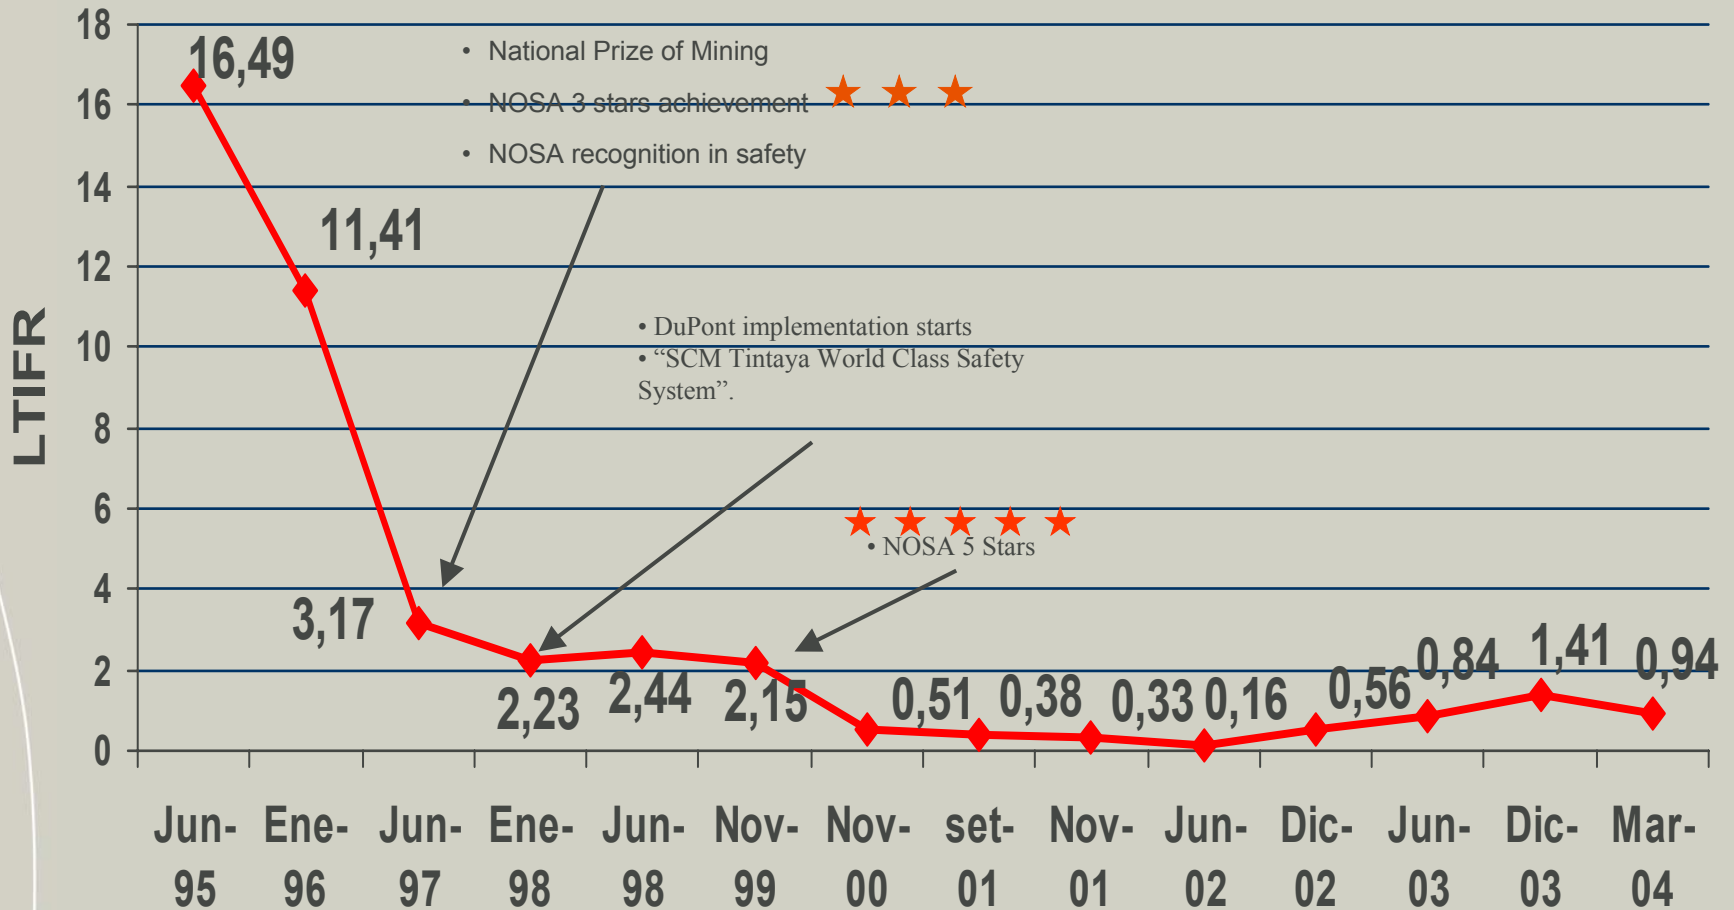 18
16
14
12
10
8
6
4
2
0
LTIFR
16,49
11,41
3,17
2,23
2,44
2,15
0,51
0,38
0,33
0,16
0,56
0,84
1,41
0,94
• National Prize of Mining
• NOSA 3 stars achievement
• NOSA recognition in safety
• DuPont implementation starts
• “SCM Tintaya World Class Safety
System”.
• NOSA 5 Stars
Jun-95
Ene-96
Jun-97
Ene-98
Jun-98
Nov-99
Nov-00
set-01
Nov-01
Jun-02
Dic-02
Jun-03
Dic-03
Mar-04